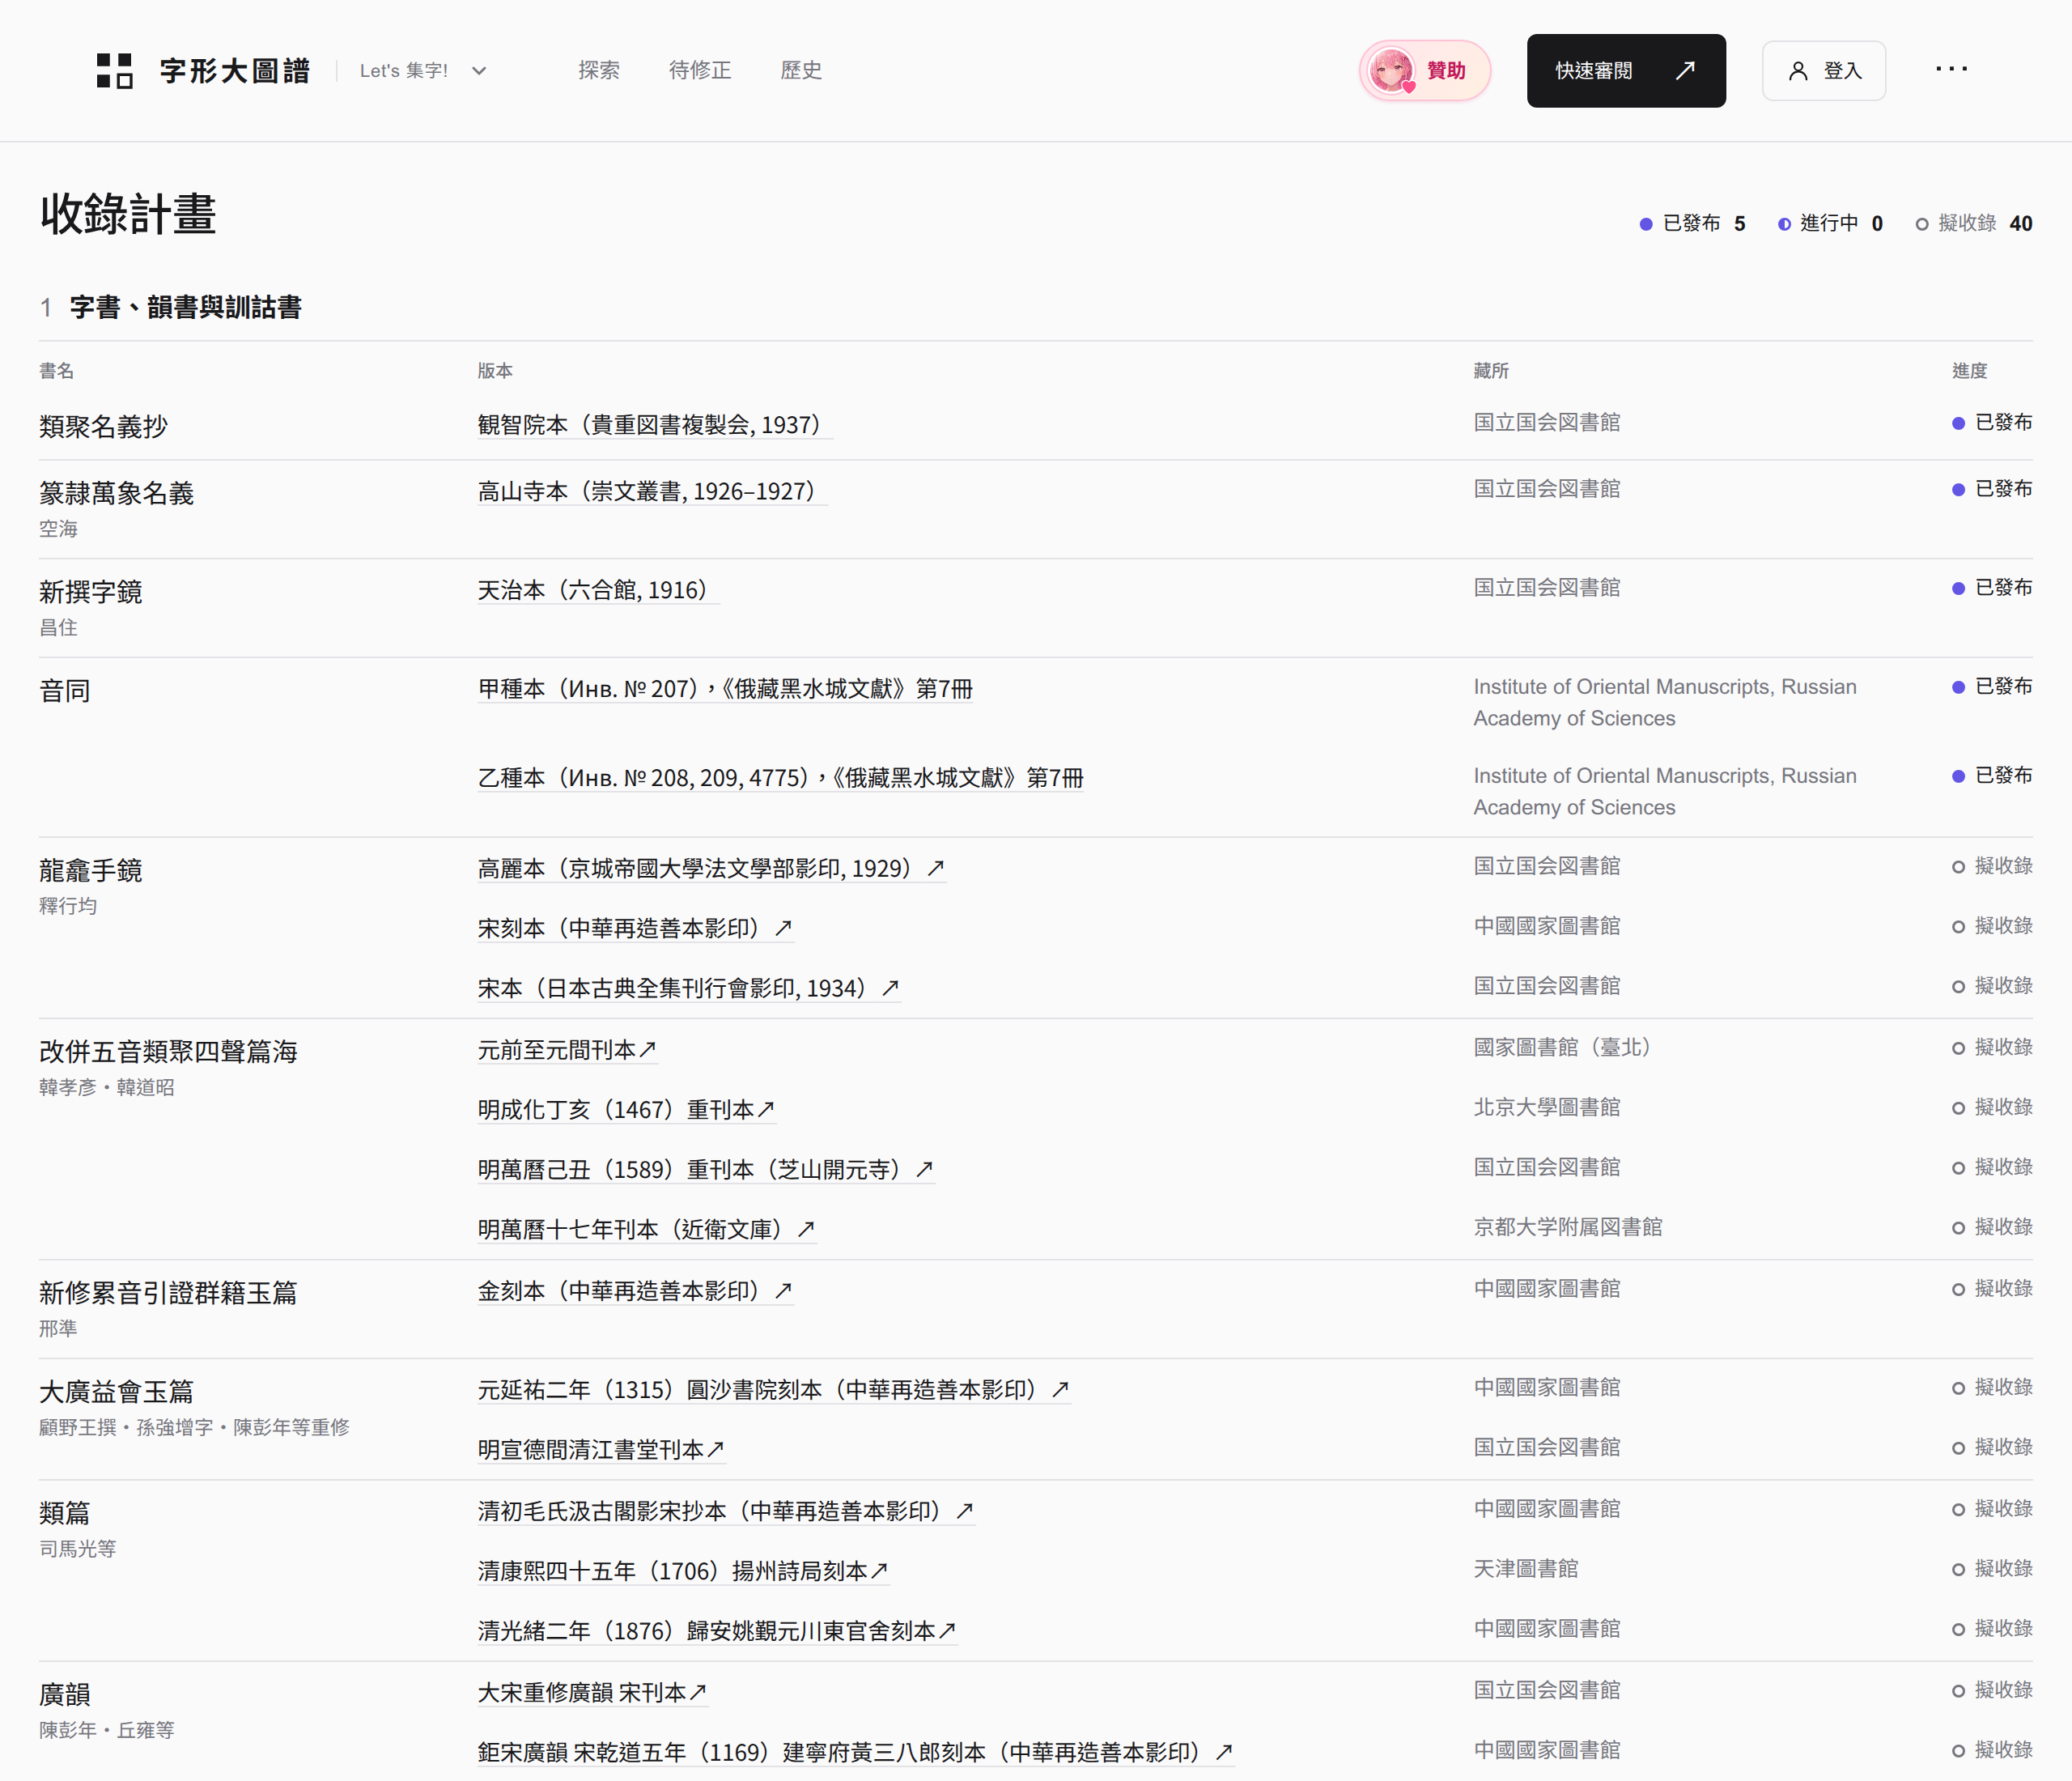 字形大圖譜 Let's 集字! 探索 待修正 歷史 贊助 快速審閱 ↗ 登入 ···
收錄計畫 已發布 5 進行中 0 擬收錄 40
1 字書、韻書與訓詁書
書名 版本 藏所 進度
類聚名義抄 観智院本（貴重図書複製会, 1937） 国立国会図書館 已發布
篆隷萬象名義 高山寺本（崇文叢書, 1926–1927） 国立国会図書館 已發布
空海
新撰字鏡 天治本（六合館, 1916） 国立国会図書館 已發布
昌住
音同 甲種本（Инв. № 207），《俄藏黑水城文獻》第7冊 Institute of Oriental Manuscripts, Russian 已發布
Academy of Sciences
乙種本（Инв. № 208, 209, 4775），《俄藏黑水城文獻》第7冊 Institute of Oriental Manuscripts, Russian 已發布
Academy of Sciences
龍龕手鏡 高麗本（京城帝國大學法文學部影印, 1929）↗ 国立国会図書館 擬收錄
釋行均
宋刻本（中華再造善本影印）↗ 中國國家圖書館 擬收錄
宋本（日本古典全集刊行會影印, 1934）↗ 国立国会図書館 擬收錄
改併五音類聚四聲篇海 元前至元間刊本↗ 國家圖書館（臺北） 擬收錄
韓孝彥・韓道昭
明成化丁亥（1467）重刊本↗ 北京大學圖書館 擬收錄
明萬曆己丑（1589）重刊本（芝山開元寺）↗ 国立国会図書館 擬收錄
明萬曆十七年刊本（近衛文庫）↗ 京都大学附属図書館 擬收錄
新修累音引證群籍玉篇 金刻本（中華再造善本影印）↗ 中國國家圖書館 擬收錄
邢準
大廣益會玉篇 元延祐二年（1315）圓沙書院刻本（中華再造善本影印）↗ 中國國家圖書館 擬收錄
顧野王撰・孫強增字・陳彭年等重修
明宣德間清江書堂刊本↗ 国立国会図書館 擬收錄
類篇 清初毛氏汲古閣影宋抄本（中華再造善本影印）↗ 中國國家圖書館 擬收錄
司馬光等
清康熙四十五年（1706）揚州詩局刻本↗ 天津圖書館 擬收錄
清光緒二年（1876）歸安姚覲元川東官舍刻本↗ 中國國家圖書館 擬收錄
廣韻 大宋重修廣韻 宋刊本↗ 国立国会図書館 擬收錄
陳彭年・丘雍等
鉅宋廣韻 宋乾道五年（1169）建寧府黃三八郎刻本（中華再造善本影印）↗ 中國國家圖書館 擬收錄